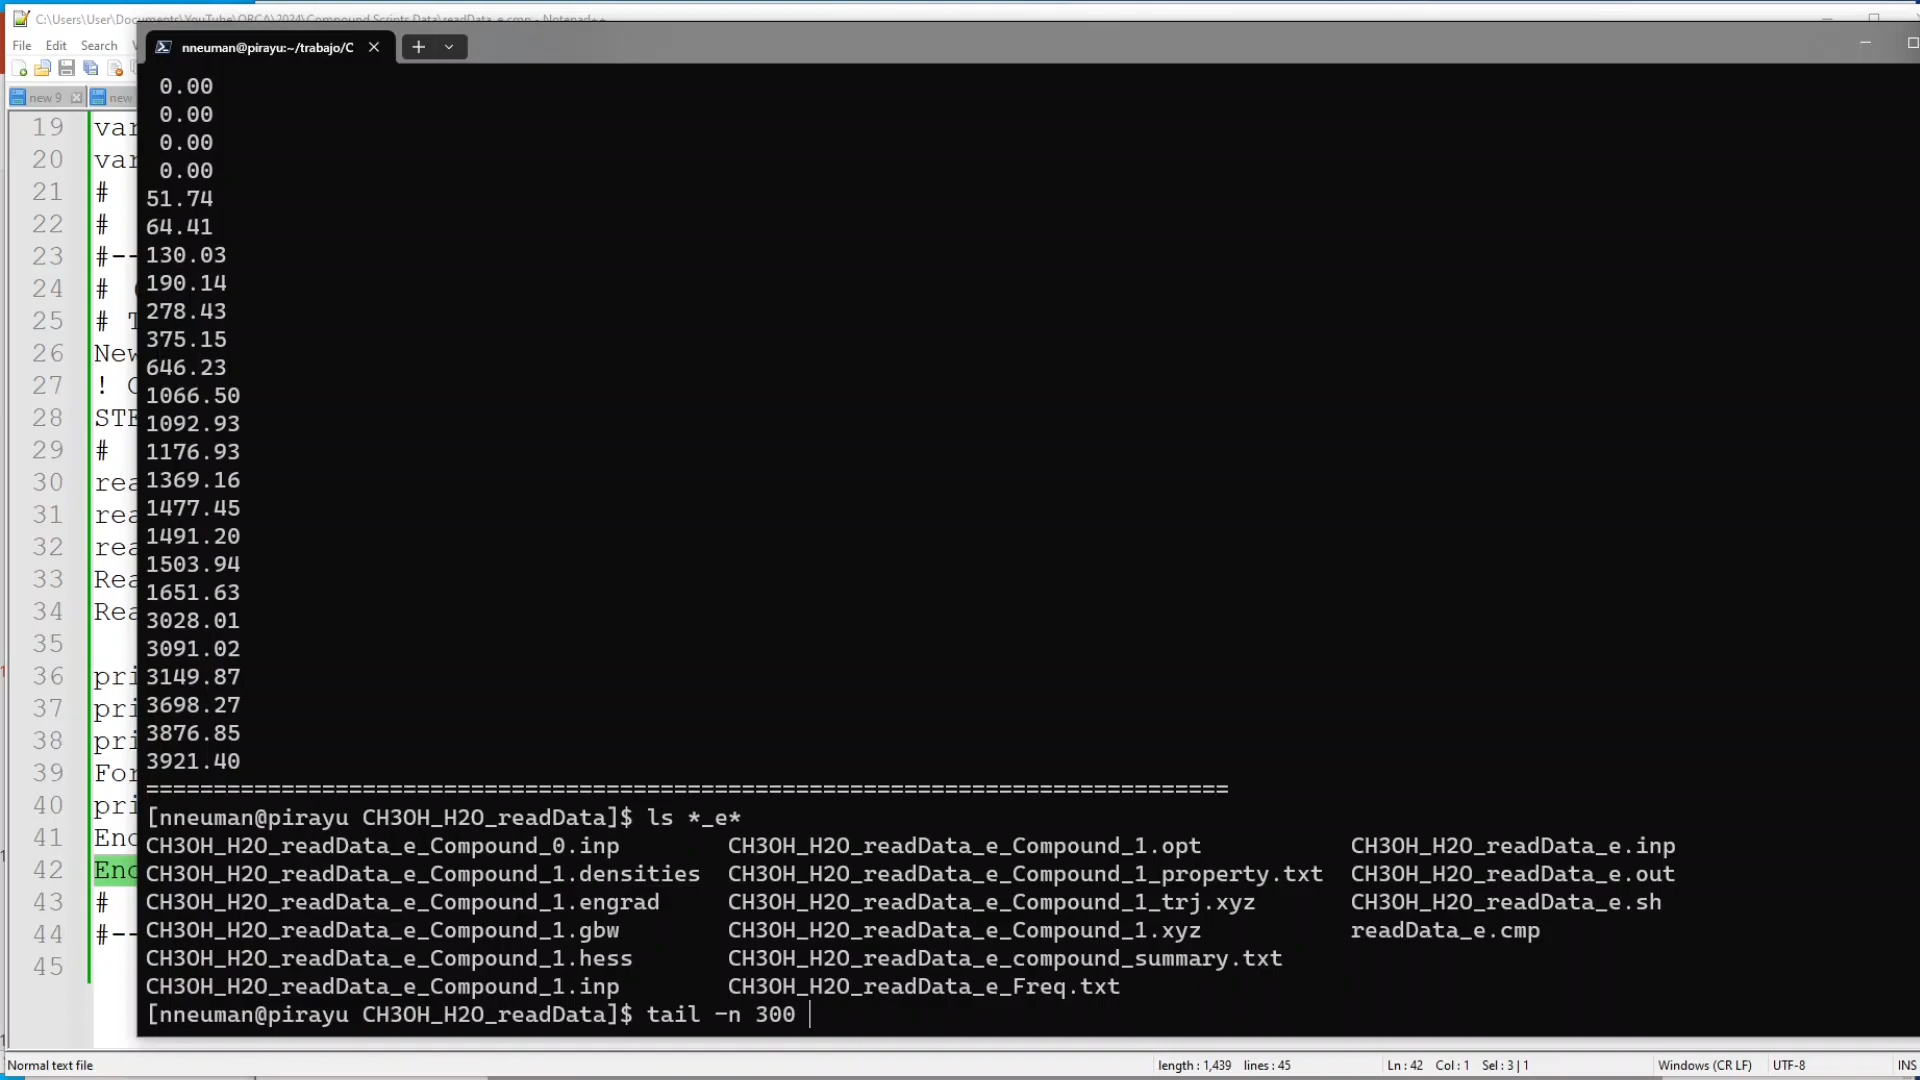 C:\Users\User\Documents\YouTube\ORCA\2024\Compound Scripts Data\readData_e.cmp - Notepad++
File Edit Search
nneuman@pirayu:~/trabajo/C
new 9 new
19 var
20 var
21 #
22 #
23 #--
24 #
25 # T
26 New
27 ! C
28 STE
29 #
30 rea
31 rea
32 rea
33 Rea
34 Rea
35
36 pri
37 pri
38 pri
39 For
40 pri
41 End
42 End
43 #
44 #--
45
0.00
0.00
0.00
0.00
51.74
64.41
130.03
190.14
278.43
375.15
646.23
1066.50
1092.93
1176.93
1369.16
1477.45
1491.20
1503.94
1651.63
3028.01
3091.02
3149.87
3698.27
3876.85
3921.40
================================================================================
[nneuman@pirayu CH3OH_H2O_readData]$ ls *_e*
CH3OH_H2O_readData_e_Compound_0.inp CH3OH_H2O_readData_e_Compound_1.opt CH3OH_H2O_readData_e.inp
CH3OH_H2O_readData_e_Compound_1.densities CH3OH_H2O_readData_e_Compound_1_property.txt CH3OH_H2O_readData_e.out
CH3OH_H2O_readData_e_Compound_1.engrad CH3OH_H2O_readData_e_Compound_1_trj.xyz CH3OH_H2O_readData_e.sh
CH3OH_H2O_readData_e_Compound_1.gbw CH3OH_H2O_readData_e_Compound_1.xyz readData_e.cmp
CH3OH_H2O_readData_e_Compound_1.hess CH3OH_H2O_readData_e_compound_summary.txt
CH3OH_H2O_readData_e_Compound_1.inp CH3OH_H2O_readData_e_Freq.txt
[nneuman@pirayu CH3OH_H2O_readData]$ tail -n 300
Normal text file length : 1,439 lines : 45 Ln : 42 Col : 1 Sel : 3 | 1 Windows (CR LF) UTF-8 INS